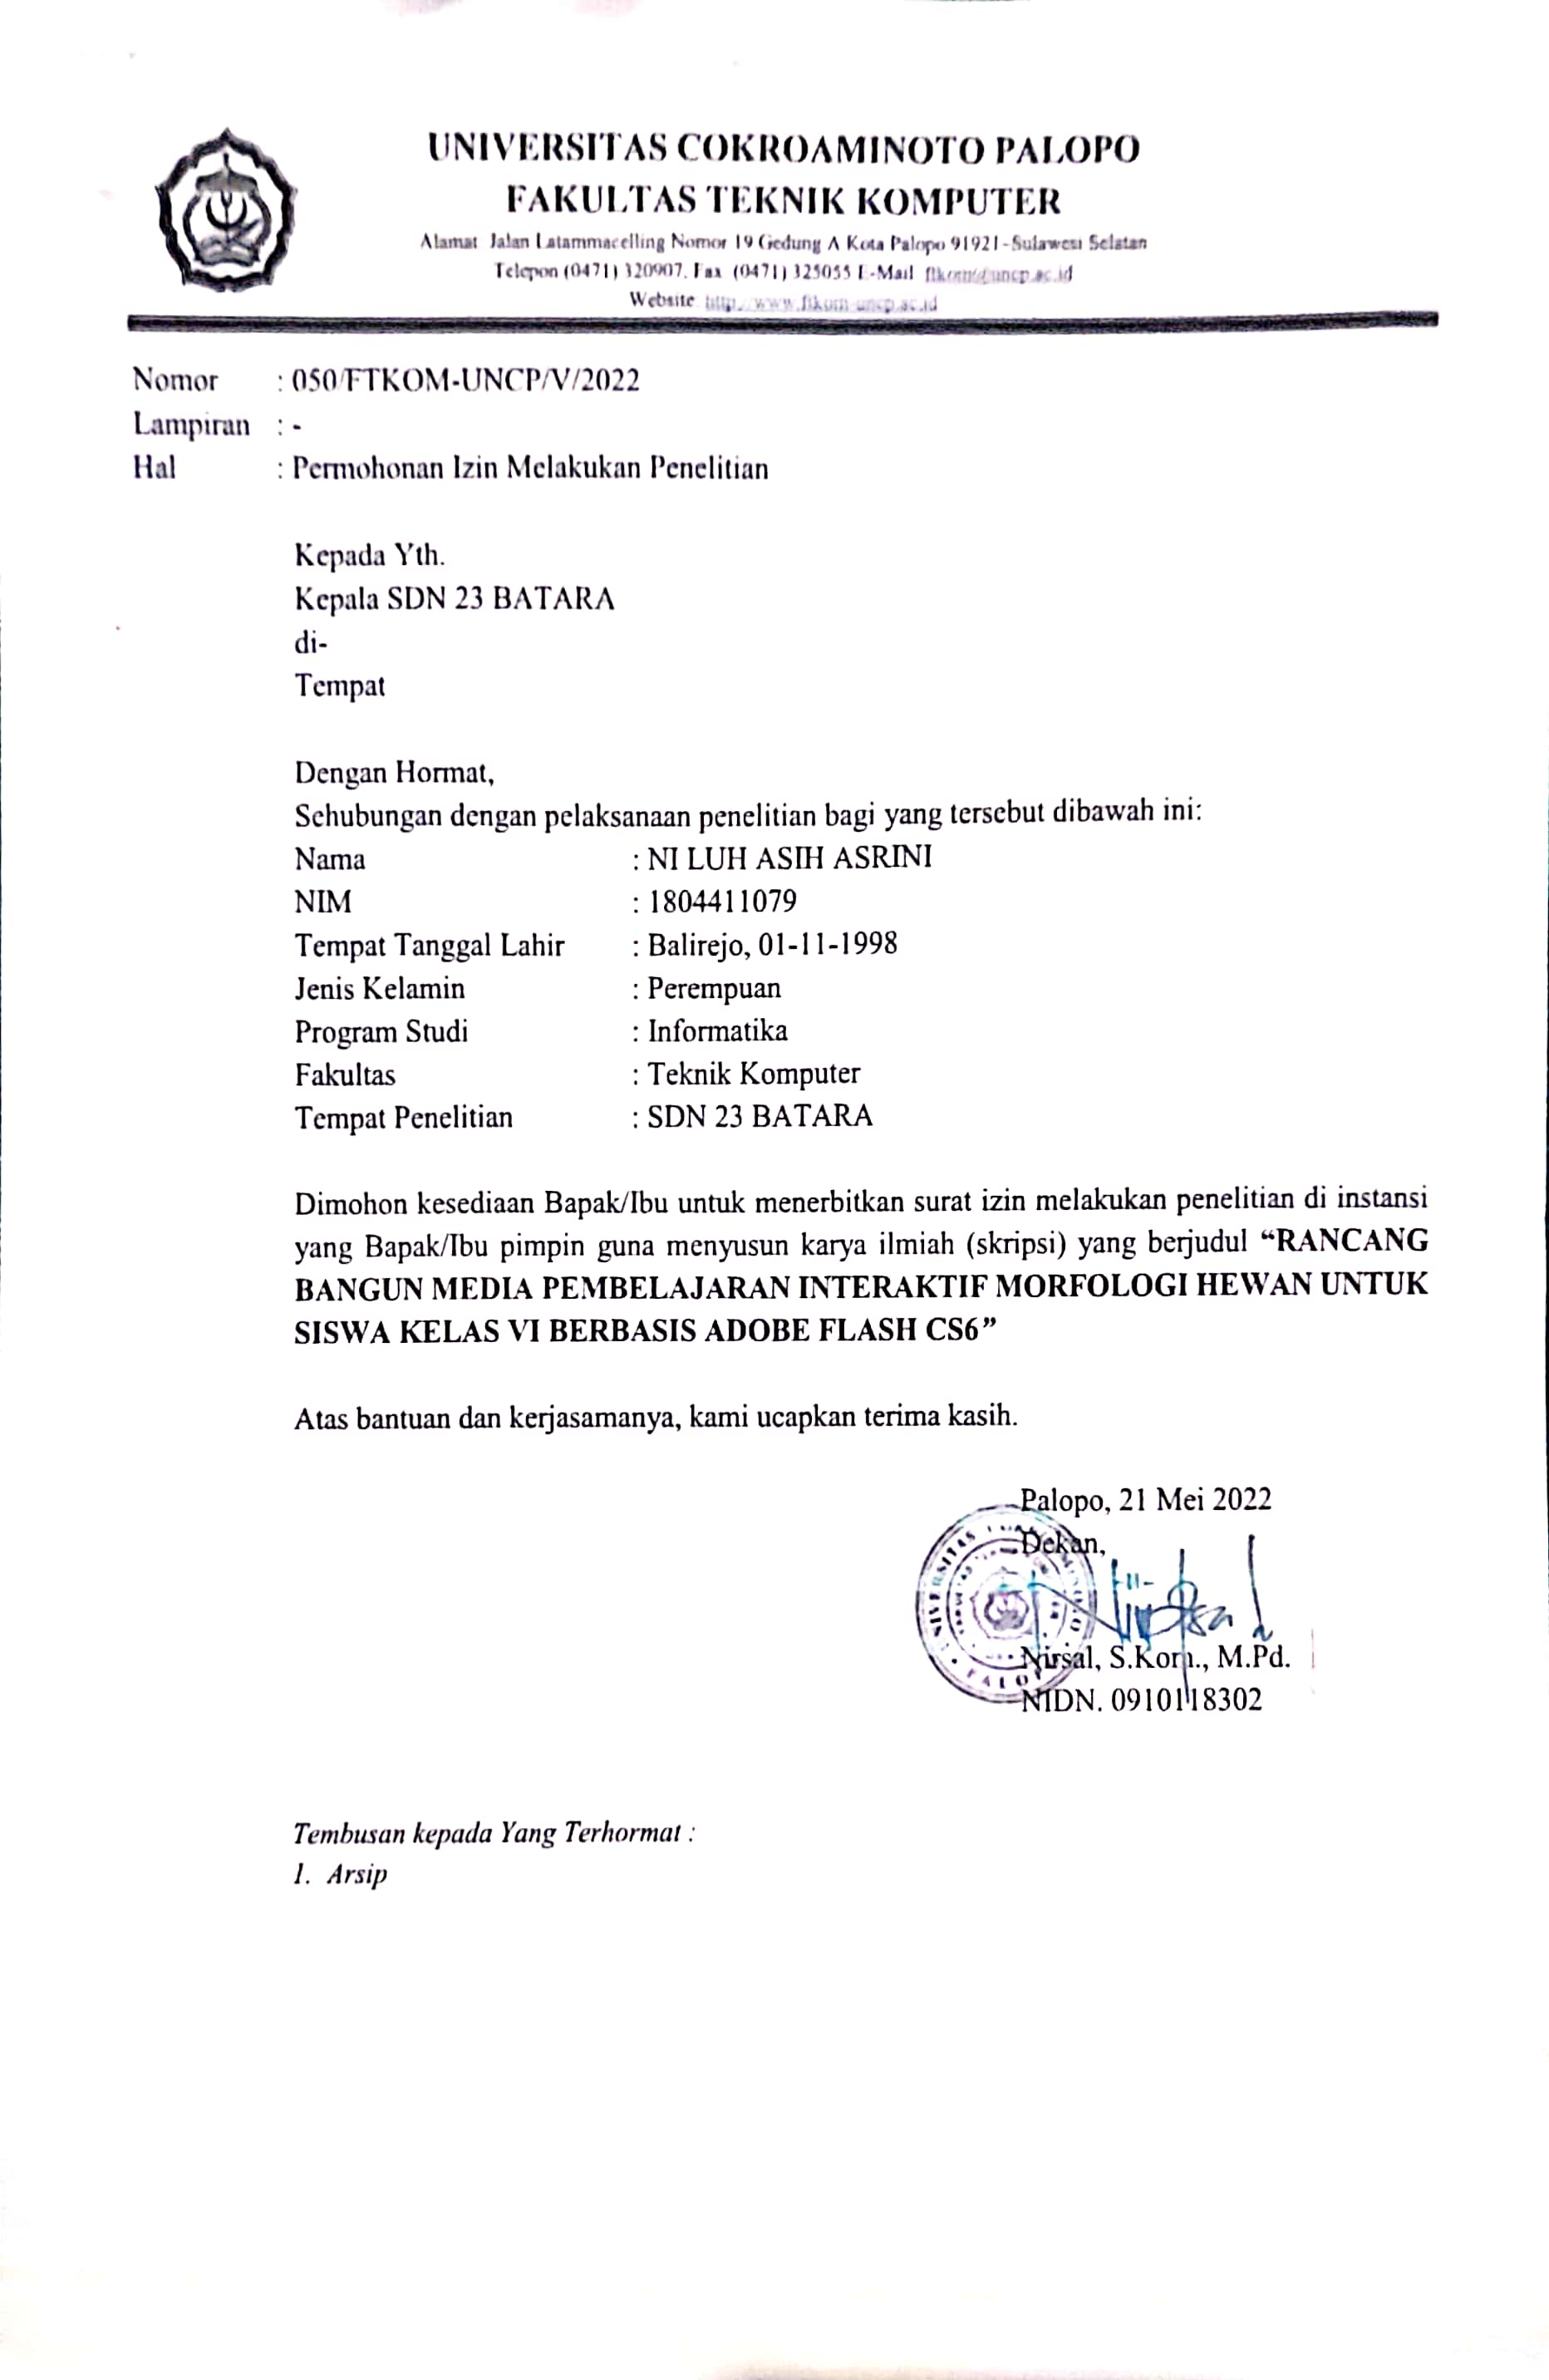 UNIVERSITAS COKROAMINOTO PALOPO
FAKULTAS TEKNIK KOMPUTER
Alamat Jalan Latammacelling Nomor 19 Gedung A Kota Palopo 91921-Sulawesi Selatan
Telepon (0471) 320907, Fax (0471) 325055 E-Mail ftkom@uncp.ac.id
Website
Nomor : 050/FTKOM-UNCP/V/2022
Lampiran : -
Hal : Permohonan Izin Melakukan Penelitian
Kepada Yth.
Kepala SDN 23 BATARA
di-
Tempat
Dengan Hormat,
Sehubungan dengan pelaksanaan penelitian bagi yang tersebut dibawah ini:
Nama : NI LUH ASIH ASRINI
NIM : 1804411079
Tempat Tanggal Lahir : Balirejo, 01-11-1998
Jenis Kelamin : Perempuan
Program Studi : Informatika
Fakultas : Teknik Komputer
Tempat Penelitian : SDN 23 BATARA
Dimohon kesediaan Bapak/Ibu untuk menerbitkan surat izin melakukan penelitian di instansi
yang Bapak/Ibu pimpin guna menyusun karya ilmiah (skripsi) yang berjudul “RANCANG
BANGUN MEDIA PEMBELAJARAN INTERAKTIF MORFOLOGI HEWAN UNTUK
SISWA KELAS VI BERBASIS ADOBE FLASH CS6”
Atas bantuan dan kerjasamanya, kami ucapkan terima kasih.
Palopo, 21 Mei 2022
Dekan,
Nirsal, S.Kom., M.Pd.
NIDN. 0910118302
Tembusan kepada Yang Terhormat :
1. Arsip